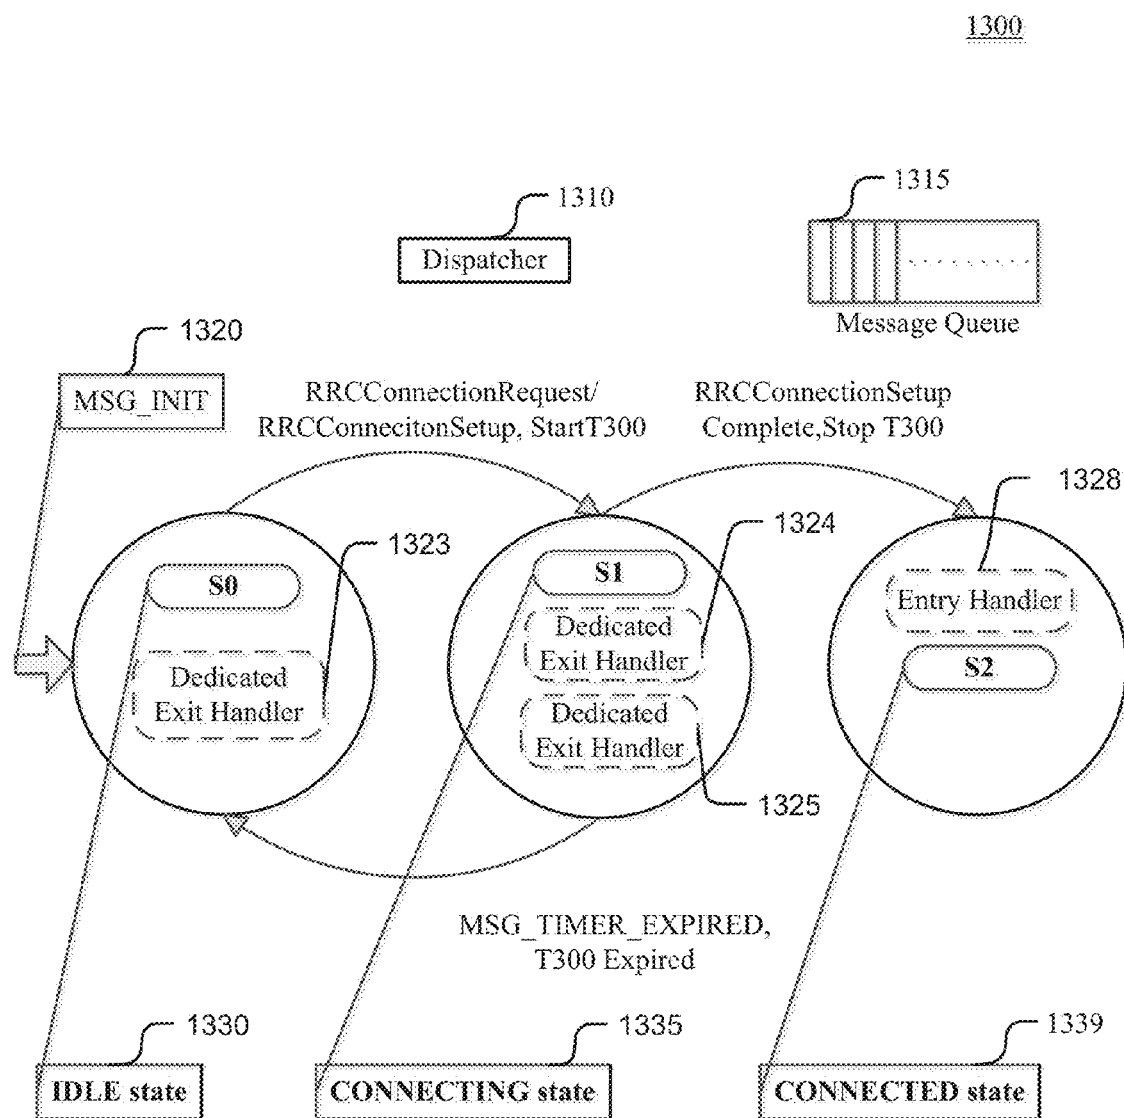 1300
1310
Dispatcher
1315
Message Queue
1320
MSG_INIT
RRCConnectionRequest/
RRCConnecitonSetup, StartT300
RRCConnectionSetup
Complete,Stop T300
1328
1323
1324
S0
Dedicated
Exit Handler
S1
Dedicated
Exit Handler
Dedicated
Exit Handler
1325
Entry Handler
S2
MSG_TIMER_EXPIRED,
T300 Expired
1330
IDLE state
1335
CONNECTING state
1339
CONNECTED state